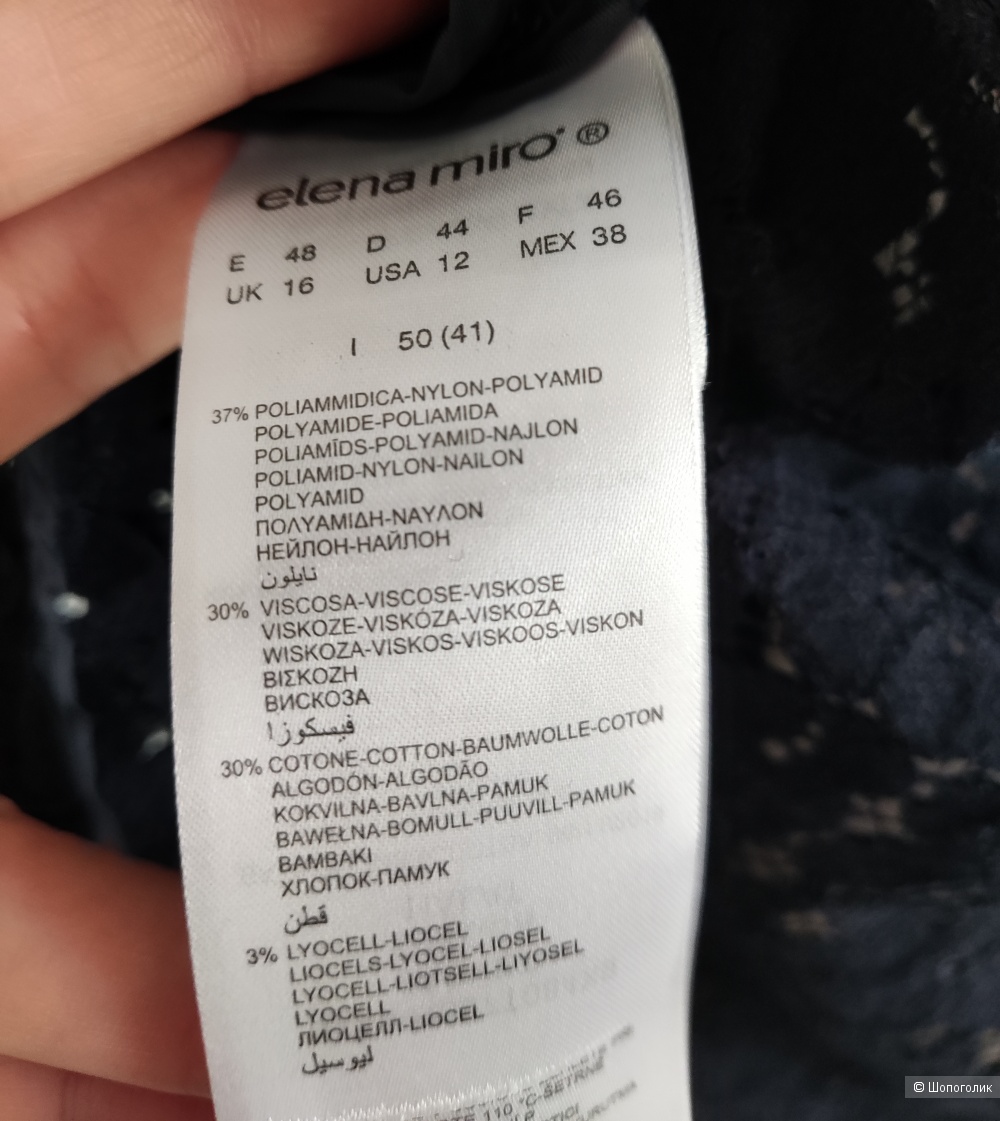 elena miro ®
E 48 D 44 F 46
UK 16 USA 12 MEX 38
I 50 (41)
37% POLIAMMIDICA-NYLON-POLYAMID
POLYAMIDE-POLIAMIDA
POLIAMĪDS-POLYAMID-NAJLON
POLIAMID-NYLON-NAILON
POLYAMID
ΠΟΛΥΑΜΙΔΗ-ΝΑΥΛΟΝ
НЕЙЛОН-НАЙЛОН
نايلون
30% VISCOSA-VISCOSE-VISKOSE
VISKOZE-VISKÓZA-VISKOZA
WISKOZA-VISKOS-VISKOOS-VISKON
ΒΙΣΚΟΖΗ
ВИСКОЗА
فيسكوزا
30% COTONE-COTTON-BAUMWOLLE-COTON
ALGODÓN-ALGODÃO
KOKVILNA-BAVLNA-PAMUK
BAWEŁNA-BOMULL-PUUVILL-PAMUK
ΒΑΜΒΑΚΙ
ХЛОПОК-ПАМУК
قطن
3% LYOCELL-LIOCEL
LIOCELS-LYOCEL-LIOSEL
LYOCELL-LIOTSELL-LIYOSEL
LYOCELL
ЛИОЦЕЛЛ-LIOCEL
ليوسيل
110 °C-SETRNĚ
© Шопоголик